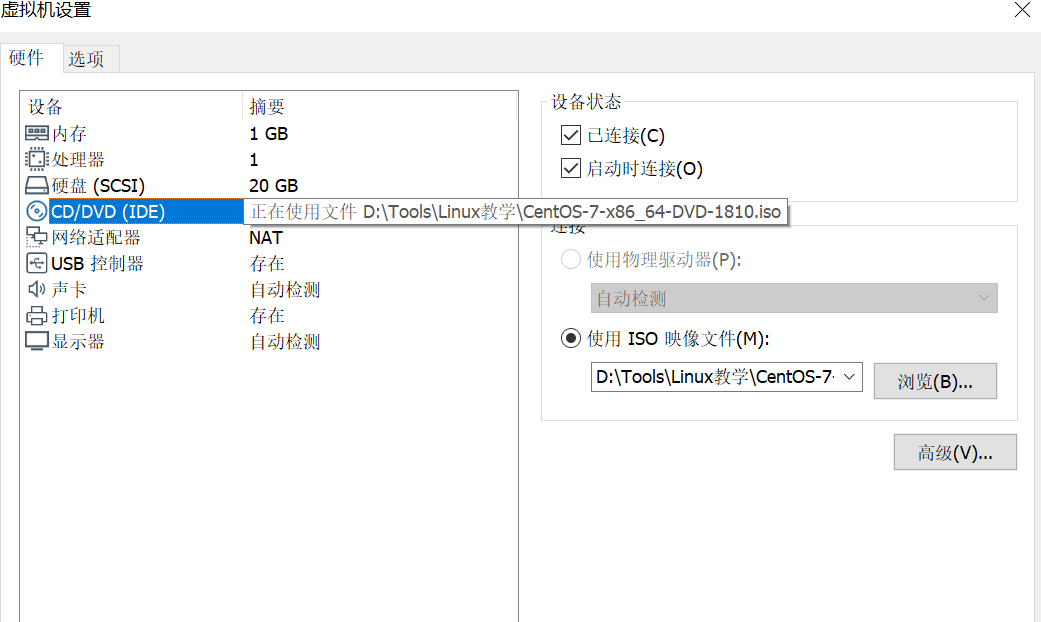 虚拟机设置
硬件 选项
设备 摘要
内存 1 GB
处理器 1
硬盘 (SCSI) 20 GB
CD/DVD (IDE) 正在使用文件 D:\Tools\Linux教学\CentOS-7-x86_64-DVD-1810.iso
网络适配器 NAT
USB 控制器 存在
声卡 自动检测
打印机 存在
显示器 自动检测
设备状态
已连接(C)
启动时连接(O)
连接
使用物理驱动器(P):
自动检测
使用 ISO 映像文件(M):
D:\Tools\Linux教学\CentOS-7- 浏览(B)...
高级(V)...